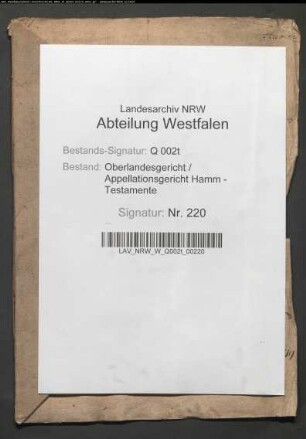 Landesarchiv NRW
Abteilung Westfalen
Bestands-Signatur: Q 002t
Bestand: Oberlandesgericht /
Appellationsgericht Hamm -
Testamente
Signatur: Nr. 220
LAV_NRW_W_Q002t_00220